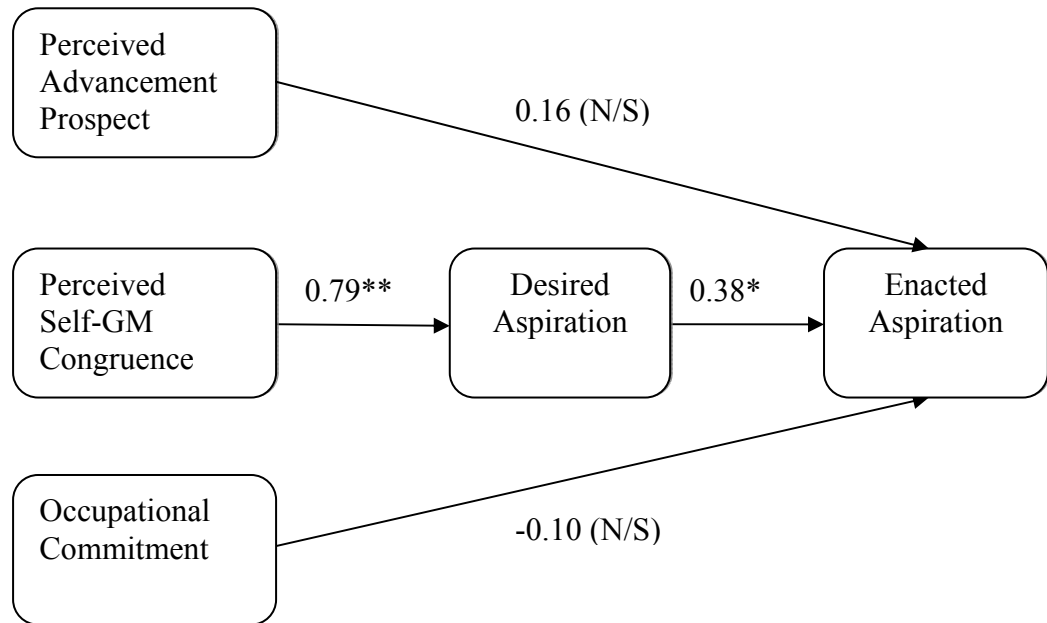 Perceived
Advancement
Prospect
0.16 (N/S)
Perceived
Self-GM
Congruence
0.79**
Desired
Aspiration
0.38*
Enacted
Aspiration
Occupational
Commitment
-0.10 (N/S)